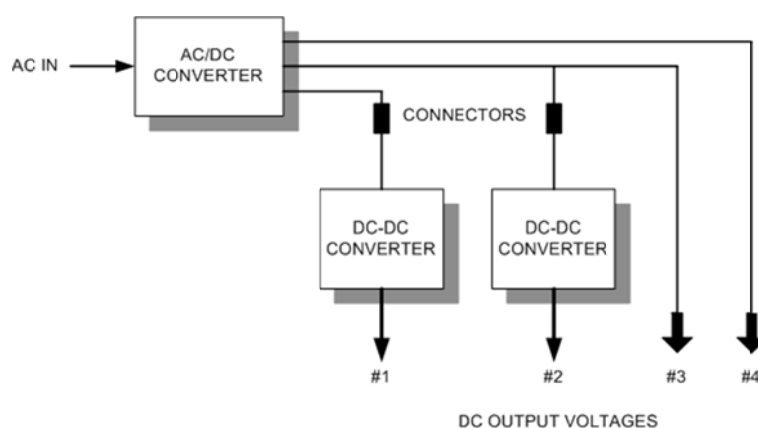 AC IN
AC/DC
CONVERTER
CONNECTORS
DC-DC
CONVERTER
DC-DC
CONVERTER
#1
#2
#3
#4
DC OUTPUT VOLTAGES